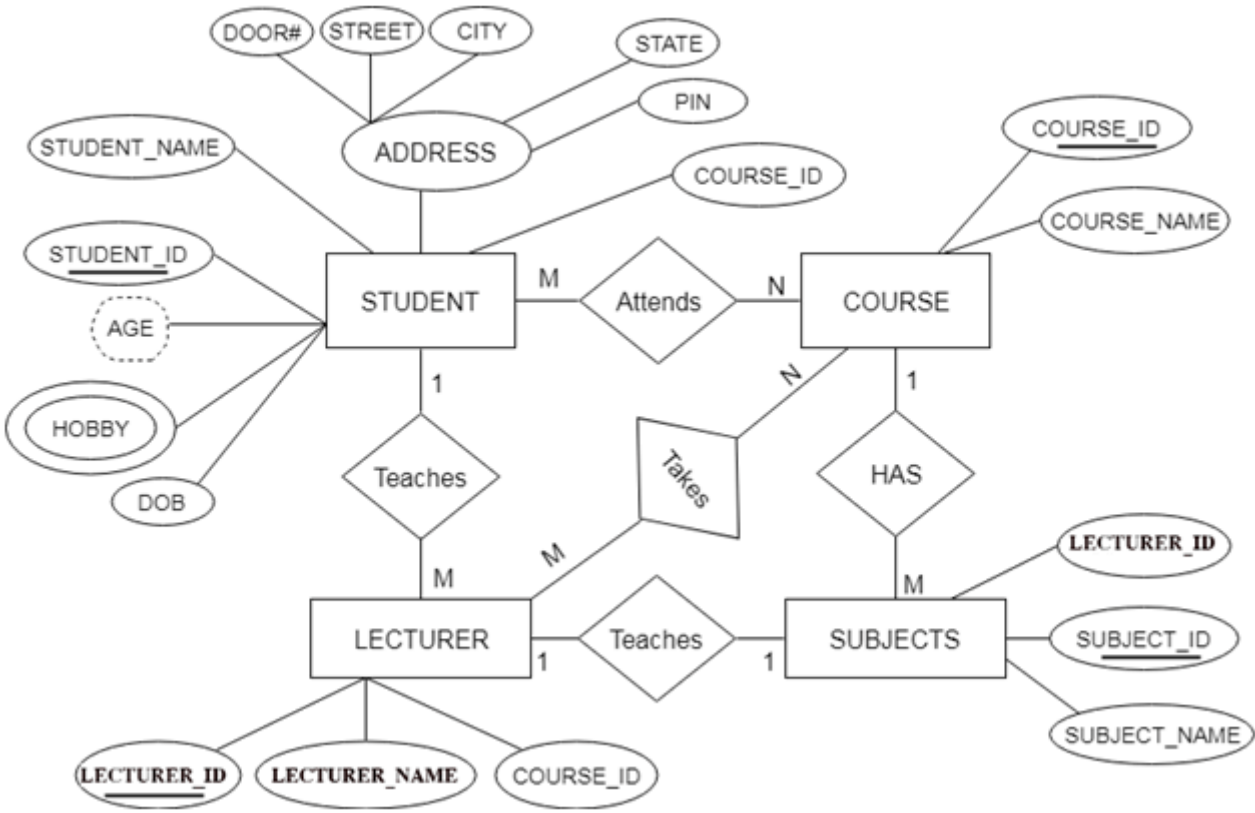 DOOR#
STREET
CITY
STATE
PIN
STUDENT_NAME
ADDRESS
COURSE_ID
COURSE_ID
COURSE_NAME
STUDENT_ID
AGE
HOBBY
DOB
STUDENT
M
Attends
N
COURSE
1
Teaches
M
N
Takes
M
1
HAS
M
LECTURER
1
Teaches
1
SUBJECTS
LECTURER_ID
SUBJECT_ID
SUBJECT_NAME
LECTURER_ID
LECTURER_NAME
COURSE_ID